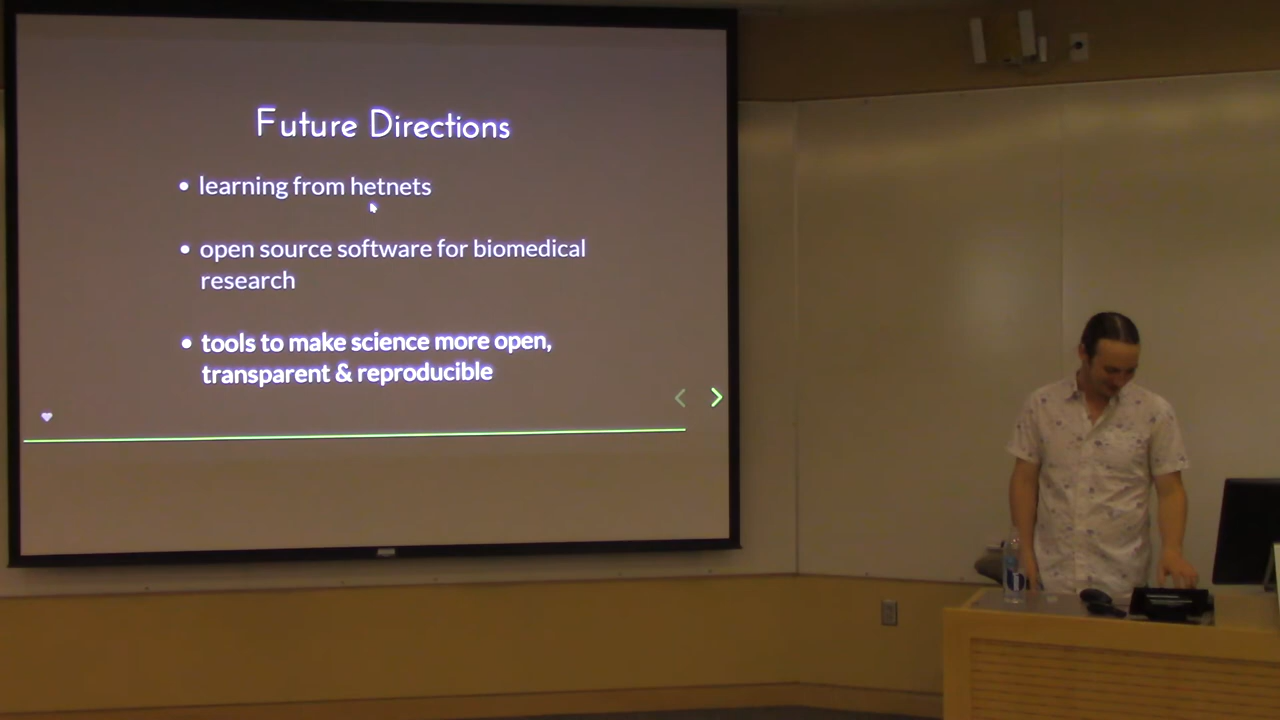 Future Directions
• learning from hetnets
• open source software for biomedical
research
• tools to make science more open,
transparent & reproducible